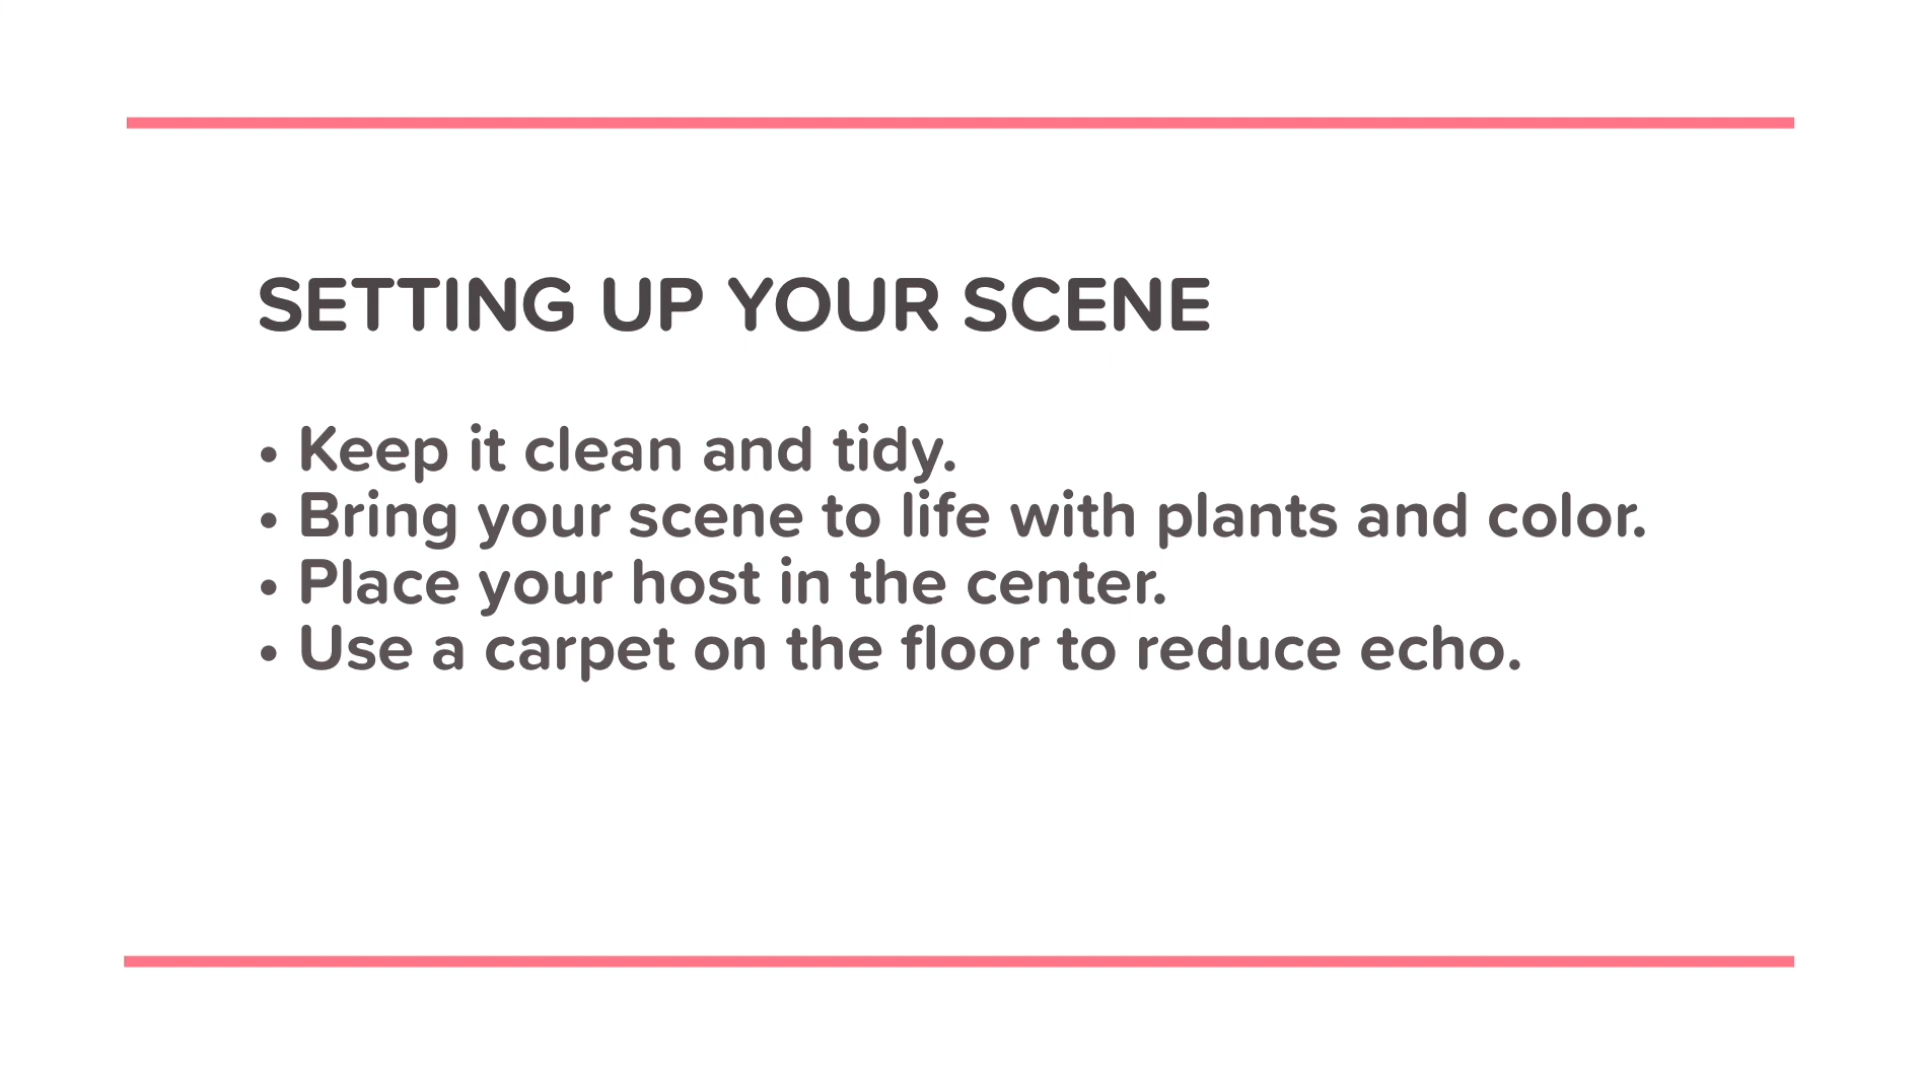 SETTING UP YOUR SCENE
• Keep it clean and tidy.
• Bring your scene to life with plants and color.
• Place your host in the center.
• Use a carpet on the floor to reduce echo.